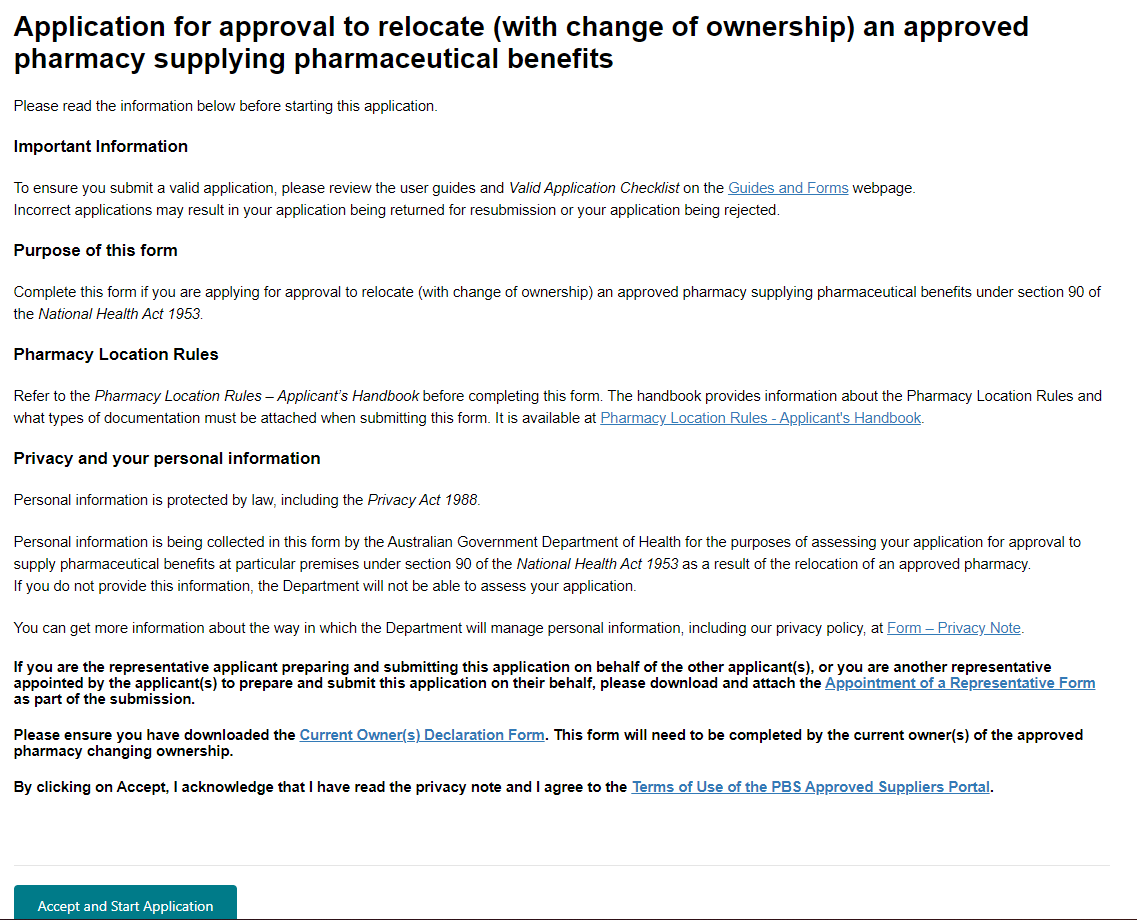 Application for approval to relocate (with change of ownership) an approved
pharmacy supplying pharmaceutical benefits
Please read the information below before starting this application.
Important Information
To ensure you submit a valid application, please review the user guides and Valid Application Checklist on the Guides and Forms webpage.
Incorrect applications may result in your application being returned for resubmission or your application being rejected.
Purpose of this form
Complete this form if you are applying for approval to relocate (with change of ownership) an approved pharmacy supplying pharmaceutical benefits under section 90 of
the National Health Act 1953.
Pharmacy Location Rules
Refer to the Pharmacy Location Rules – Applicant's Handbook before completing this form. The handbook provides information about the Pharmacy Location Rules and
what types of documentation must be attached when submitting this form. It is available at Pharmacy Location Rules - Applicant's Handbook.
Privacy and your personal information
Personal information is protected by law, including the Privacy Act 1988.
Personal information is being collected in this form by the Australian Government Department of Health for the purposes of assessing your application for approval to
supply pharmaceutical benefits at particular premises under section 90 of the National Health Act 1953 as a result of the relocation of an approved pharmacy.
If you do not provide this information, the Department will not be able to assess your application.
You can get more information about the way in which the Department will manage personal information, including our privacy policy, at Form – Privacy Note.
If you are the representative applicant preparing and submitting this application on behalf of the other applicant(s), or you are another representative
appointed by the applicant(s) to prepare and submit this application on their behalf, please download and attach the Appointment of a Representative Form
as part of the submission.
Please ensure you have downloaded the Current Owner(s) Declaration Form. This form will need to be completed by the current owner(s) of the approved
pharmacy changing ownership.
By clicking on Accept, I acknowledge that I have read the privacy note and I agree to the Terms of Use of the PBS Approved Suppliers Portal.
Accept and Start Application